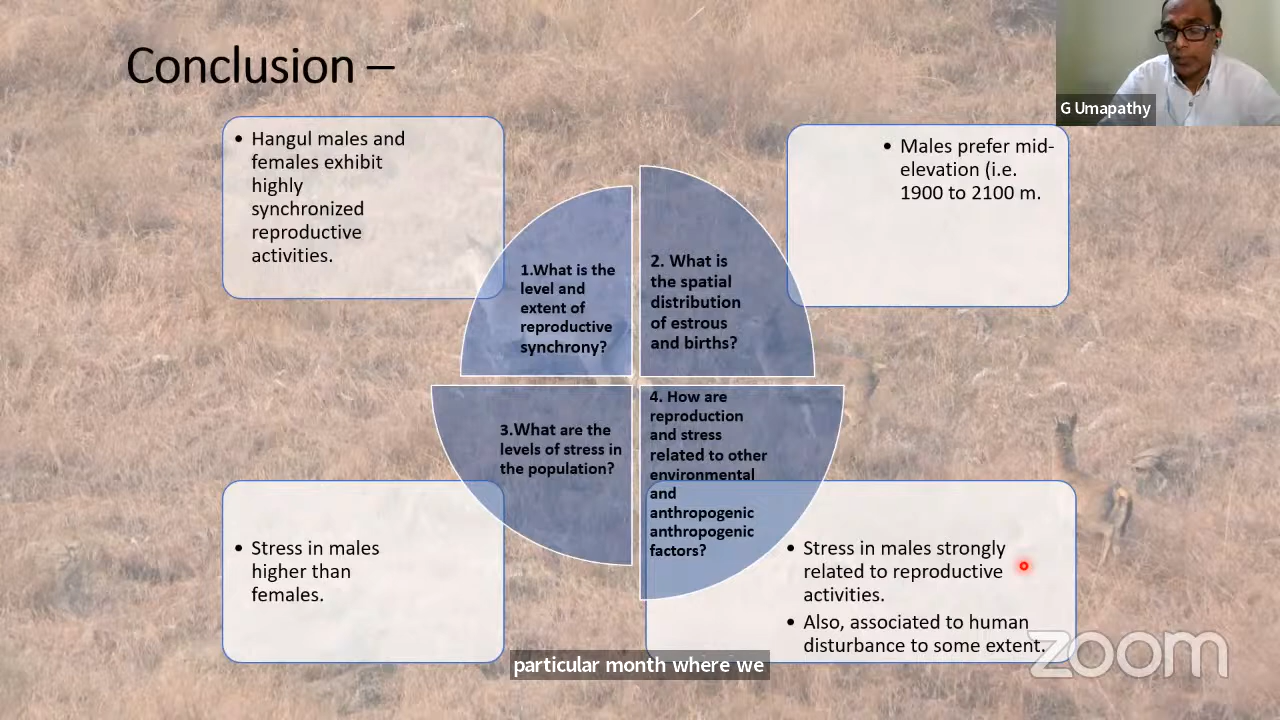 Conclusion –
G Umapathy
• Hangul males and
females exhibit
highly
synchronized
reproductive
activities.
• Males prefer mid-
elevation (i.e.
1900 to 2100 m.
1.What is the
level and
extent of
reproductive
synchrony?
2. What is
the spatial
distribution
of estrous
and births?
3.What are the
levels of stress in
the population?
4. How are
reproduction
and stress
related to other
environmental
and
anthropogenic
anthropogenic
factors?
• Stress in males
higher than
females.
• Stress in males strongly
related to reproductive
activities.
• Also, associated to human
disturbance to some extent.
particular month where we
zoom